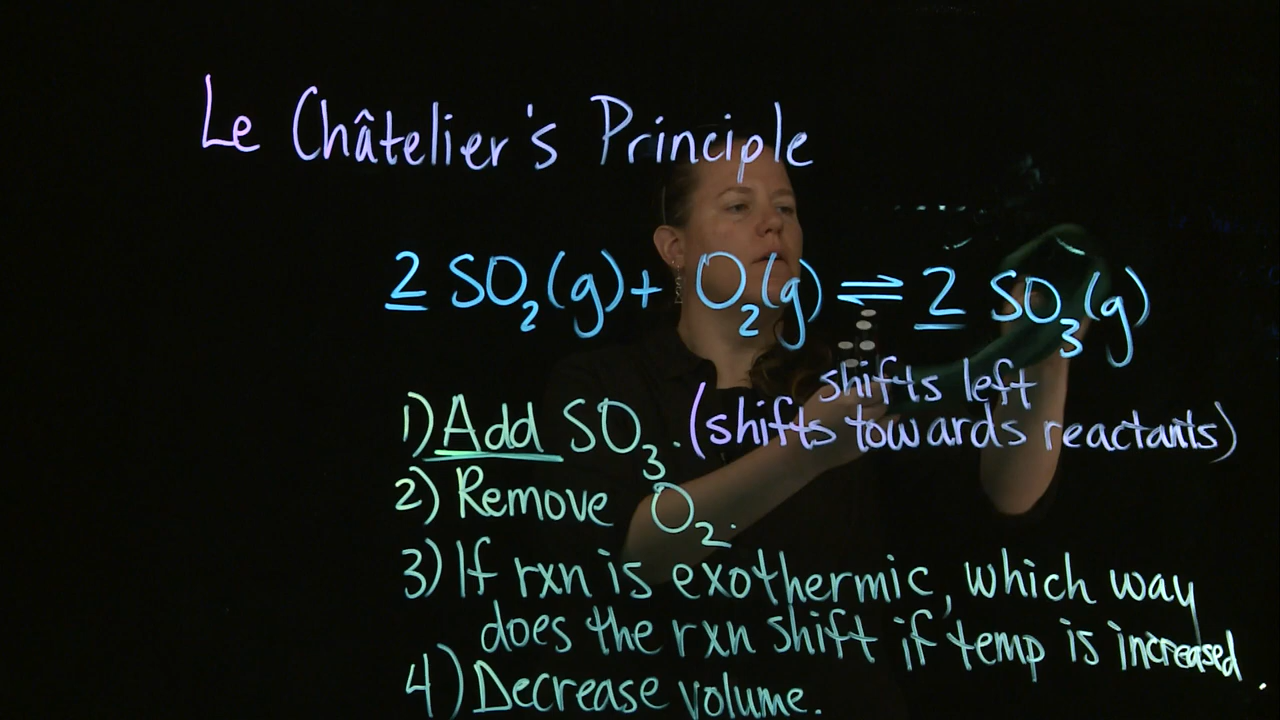 Le Châtelier's Principle
2 SO₂(g) + O₂(g) ⇌ 2 SO₃(g)
shifts left
1) Add SO₃. (shifts towards reactants)
2) Remove O₂.
3) If rxn is exothermic, which way
does the rxn shift if temp is increased.
4) Decrease volume.